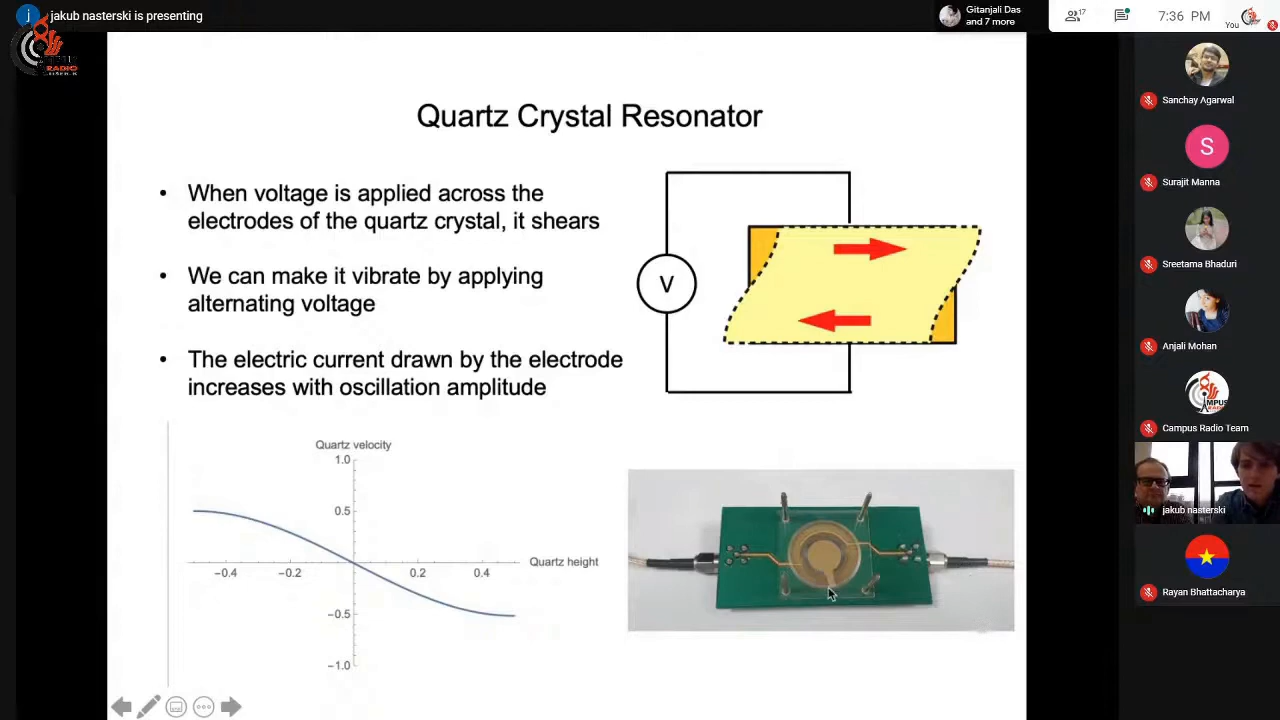 jakub nasterski is presenting
Gitanjali Das
and 7 more
17
7:36 PM
You
RADIO
Quartz Crystal Resonator
• When voltage is applied across the
electrodes of the quartz crystal, it shears
• We can make it vibrate by applying
alternating voltage
• The electric current drawn by the electrode
increases with oscillation amplitude
V
Quartz velocity
1.0
0.5
Quartz height
−0.4
−0.2
0.2
0.4
−0.5
−1.0
Sanchay Agarwal
S
Surajit Manna
Sreetama Bhaduri
Anjali Mohan
MPUS
Campus Radio Team
jakub nasterski
Rayan Bhattacharya